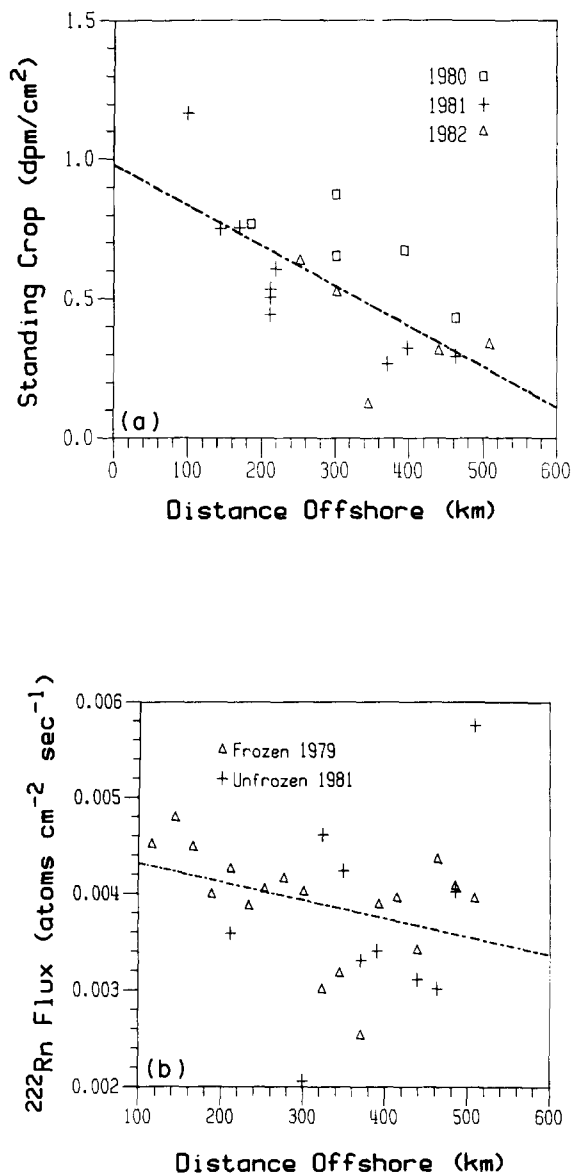 1.5
1.0
0.5
0.0
Standing Crop (dpm/cm²)
1980
1981
1982
(a)
0 100 200 300 400 500 600
Distance Offshore (km)
0.006
0.005
0.004
0.003
0.002
²²²Rn Flux (atoms cm⁻² sec⁻¹)
Frozen 1979
Unfrozen 1981
(b)
100 200 300 400 500 600
Distance Offshore (km)